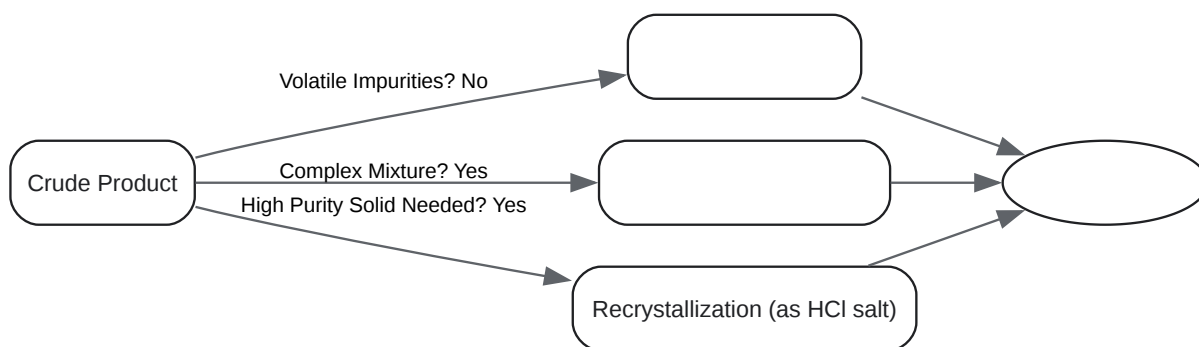 Volatile Impurities? No
Crude Product
Complex Mixture? Yes
High Purity Solid Needed? Yes
Recrystallization (as HCl salt)